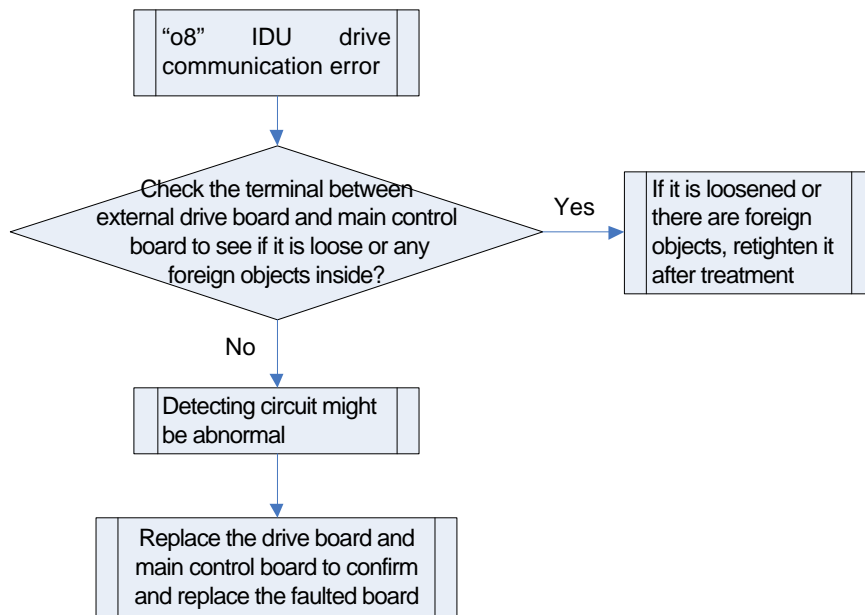 “o8” IDU drive
communication error
Check the terminal between
external drive board and main control
board to see if it is loose or any
foreign objects inside?
Yes
If it is loosened or
there are foreign
objects, retighten it
after treatment
No
Detecting circuit might
be abnormal
Replace the drive board and
main control board to confirm
and replace the faulted board